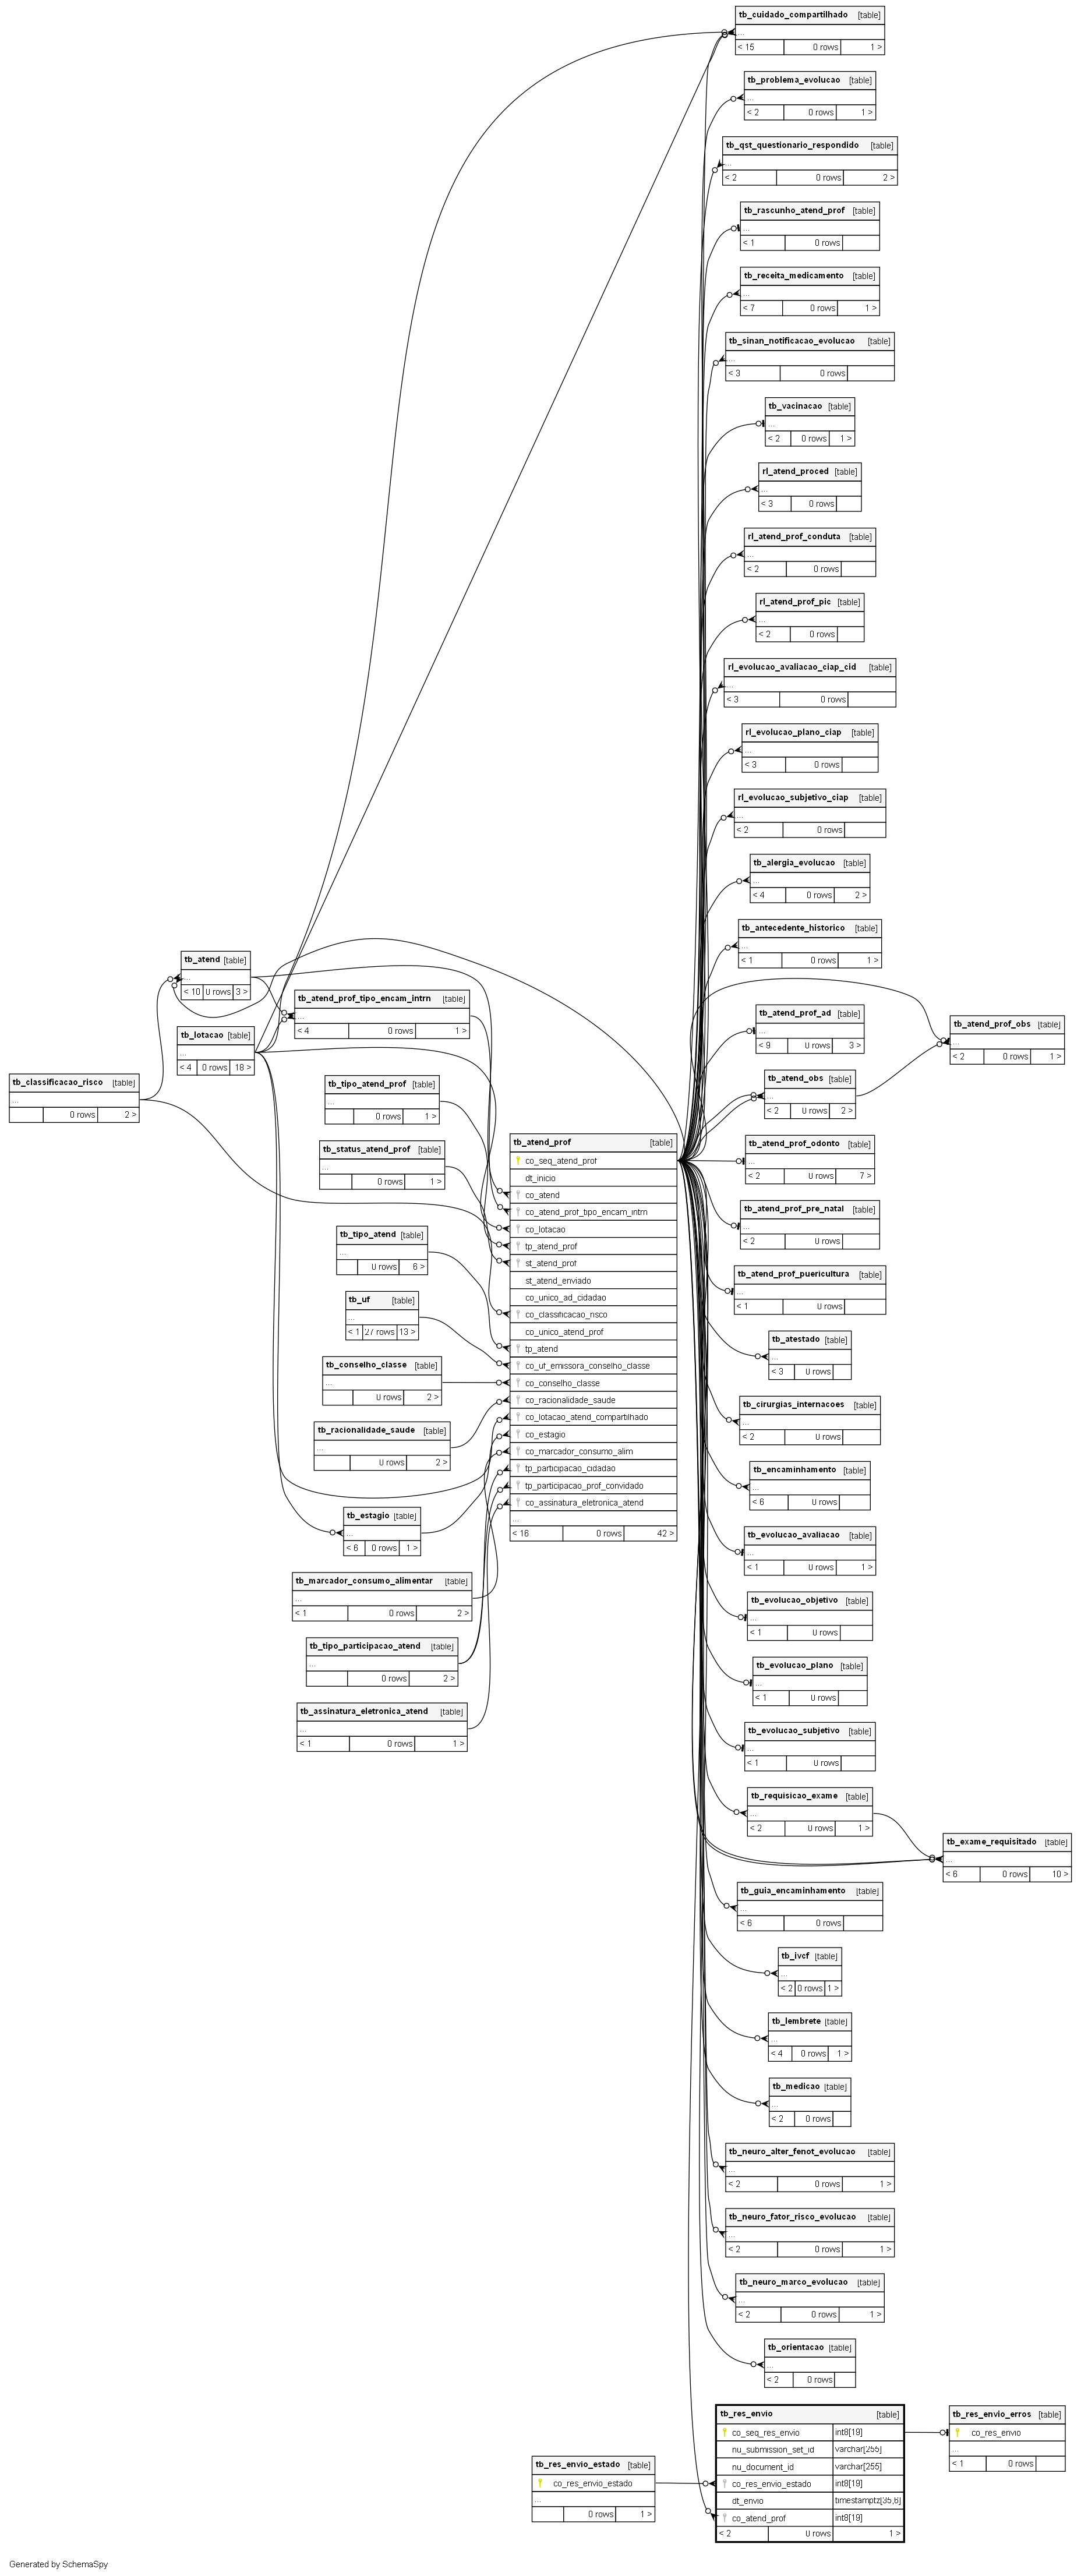 tb_cuidado_compartilhado [table]
...
< 15 0 rows 1 >
tb_problema_evolucao [table]
...
< 2 0 rows 1 >
tb_qst_questionario_respondido [table]
...
< 2 0 rows 2 >
tb_rascunho_atend_prof [table]
...
< 1 0 rows
tb_receita_medicamento [table]
...
< 7 0 rows 1 >
tb_sinan_notificacao_evolucao [table]
...
< 3 0 rows
tb_vacinacao [table]
...
< 2 0 rows 1 >
rl_atend_proced [table]
...
< 3 0 rows
rl_atend_prof_conduta [table]
...
< 2 0 rows
rl_atend_prof_pic [table]
...
< 2 0 rows
rl_evolucao_avaliacao_ciap_cid [table]
...
< 3 0 rows
rl_evolucao_plano_ciap [table]
...
< 3 0 rows
rl_evolucao_subjetivo_ciap [table]
...
< 2 0 rows
tb_alergia_evolucao [table]
...
< 4 0 rows 2 >
tb_antecedente_historico [table]
...
< 1 0 rows 1 >
tb_atend [table]
...
< 10 0 rows 3 >
tb_atend_prof_tipo_encam_intrn [table]
...
< 4 0 rows 1 >
tb_lotacao [table]
...
< 4 0 rows 18 >
tb_classificacao_risco [table]
...
0 rows 2 >
tb_tipo_atend_prof [table]
...
0 rows 1 >
tb_status_atend_prof [table]
...
0 rows 1 >
tb_tipo_atend [table]
...
0 rows 6 >
tb_uf [table]
...
< 1 27 rows 13 >
tb_conselho_classe [table]
...
0 rows 2 >
tb_racionalidade_saude [table]
...
0 rows 2 >
tb_estagio [table]
...
< 6 0 rows 1 >
tb_marcador_consumo_alimentar [table]
...
< 1 0 rows 2 >
tb_tipo_participacao_atend [table]
...
0 rows 2 >
tb_assinatura_eletronica_atend [table]
...
< 1 0 rows 1 >
tb_atend_prof [table]
co_seq_atend_prof
dt_inicio
co_atend
co_atend_prof_tipo_encam_intrn
co_lotacao
tp_atend_prof
st_atend_prof
st_atend_enviado
co_unico_ad_cidadao
co_classificacao_risco
co_unico_atend_prof
tp_atend
co_uf_emissora_conselho_classe
co_conselho_classe
co_racionalidade_saude
co_lotacao_atend_compartilhado
co_estagio
co_marcador_consumo_alim
tp_participacao_cidadao
tp_participacao_prof_convidado
co_assinatura_eletronica_atend
...
< 16 0 rows 42 >
tb_atend_prof_ad [table]
...
< 9 0 rows 3 >
tb_atend_prof_obs [table]
...
< 2 0 rows 1 >
tb_atend_obs [table]
...
< 2 0 rows 2 >
tb_atend_prof_odonto [table]
...
< 2 0 rows 7 >
tb_atend_prof_pre_natal [table]
...
< 2 0 rows
tb_atend_prof_puericultura [table]
...
< 1 0 rows
tb_atestado [table]
...
< 3 0 rows
tb_cirurgias_internacoes [table]
...
< 2 0 rows
tb_encaminhamento [table]
...
< 6 0 rows
tb_evolucao_avaliacao [table]
...
< 1 0 rows 1 >
tb_evolucao_objetivo [table]
...
< 1 0 rows
tb_evolucao_plano [table]
...
< 1 0 rows
tb_evolucao_subjetivo [table]
...
< 1 0 rows
tb_requisicao_exame [table]
...
< 2 0 rows 1 >
tb_exame_requisitado [table]
...
< 6 0 rows 10 >
tb_guia_encaminhamento [table]
...
< 6 0 rows
tb_ivcf [table]
...
< 2 0 rows 1 >
tb_lembrete [table]
...
< 4 0 rows 1 >
tb_medicao [table]
...
< 2 0 rows
tb_neuro_alter_fenot_evolucao [table]
...
< 2 0 rows 1 >
tb_neuro_fator_risco_evolucao [table]
...
< 2 0 rows 1 >
tb_neuro_marco_evolucao [table]
...
< 2 0 rows 1 >
tb_orientacao [table]
...
< 2 0 rows
tb_res_envio [table]
co_seq_res_envio int8[19]
nu_submission_set_id varchar[255]
nu_document_id varchar[255]
co_res_envio_estado int8[19]
dt_envio timestamptz[35,6]
co_atend_prof int8[19]
< 2 0 rows 1 >
tb_res_envio_erros [table]
co_res_envio
...
< 1 0 rows
tb_res_envio_estado [table]
co_res_envio_estado
...
0 rows 1 >
Generated by SchemaSpy